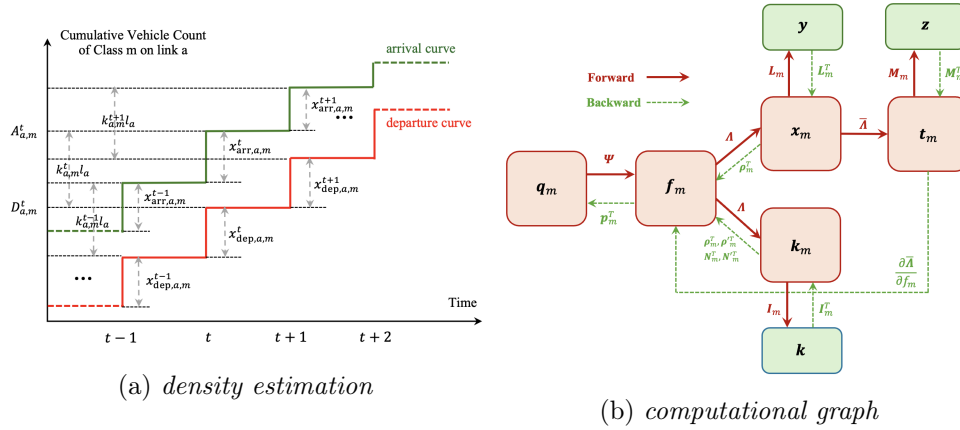 Cumulative Vehicle Count
of Class m on link a
arrival curve
departure curve
x^{t+1}_{arr,a,m}
...
k^{t+1}_{a,m} l_a
A^t_{a,m}
x^t_{arr,a,m}
k^t_{a,m} l_a
x^{t+1}_{dep,a,m}
x^{t-1}_{arr,a,m}
D^t_{a,m}
k^{t-1}_{a,m} l_a
x^t_{dep,a,m}
...
x^{t-1}_{dep,a,m}
Time
t − 1
t
t + 1
t + 2
(a) density estimation
y
z
Forward
L_m
L^T_m
M_m
M^T_m
Backward
x_m
Λ̄
t_m
Λ
ρ^T_m
q_m
Ψ
p^T_m
f_m
Λ
ρ^T_m, ρ'^T_m
N^T_m, N'^T_m
k_m
∂Λ̄
∂f_m
I_m
I^T_m
k
(b) computational graph